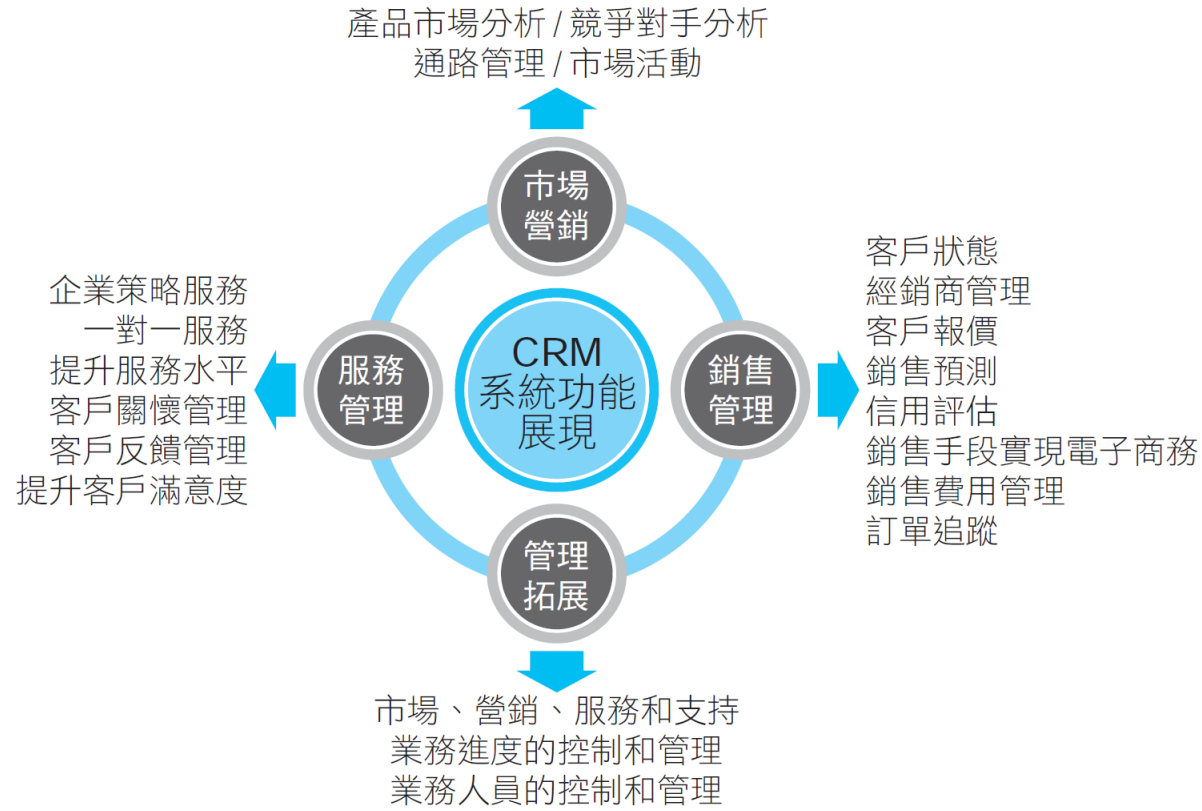 產品市場分析 / 競爭對手分析
通路管理 / 市場活動
市場
營銷
企業策略服務
一對一服務
提升服務水平
客戶關懷管理
客戶反饋管理
提升客戶滿意度
服務
管理
CRM
系統功能
展現
銷售
管理
客戶狀態
經銷商管理
客戶報價
銷售預測
信用評估
銷售手段實現電子商務
銷售費用管理
訂單追蹤
管理
拓展
市場、營銷、服務和支持
業務進度的控制和管理
業務人員的控制和管理